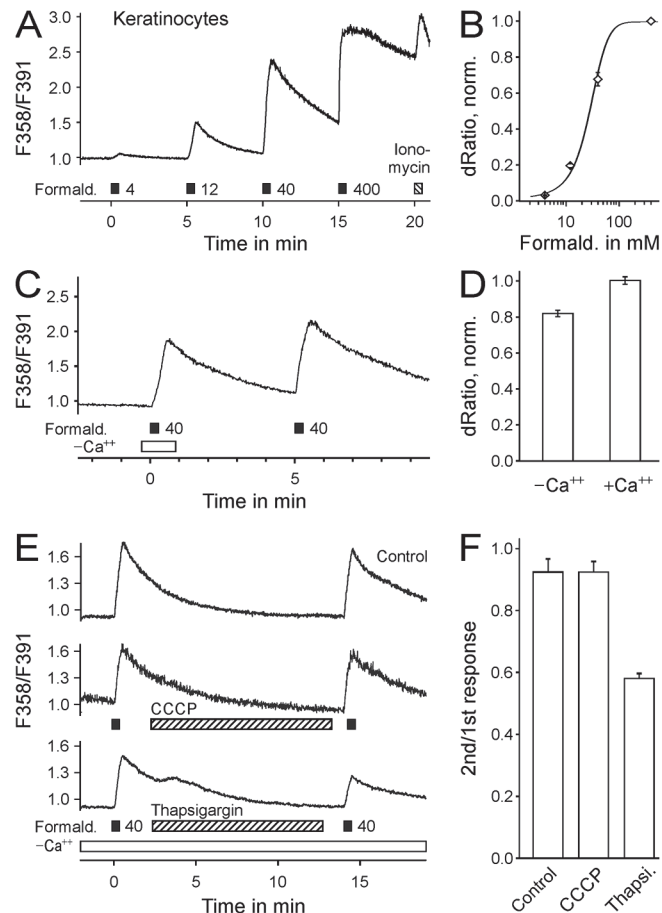 A
Keratinocytes
F358/F391
3.0
2.5
2.0
1.5
1.0
Iono-
mycin
Formald.
4
12
40
400
0
5
10
15
20
Time in min
B
dRatio, norm.
1.0
0.8
0.6
0.4
0.2
0.0
10
100
Formald. in mM
C
F358/F391
2.5
2.0
1.5
1.0
Formald.
40
40
−Ca++
0
5
Time in min
D
dRatio, norm.
1.0
0.8
0.6
0.4
0.2
0.0
−Ca++
+Ca++
E
F358/F391
Control
1.6
1.3
1.0
1.6
1.3
1.0
CCCP
1.6
1.3
1.0
Thapsigargin
Formald.
40
40
−Ca++
0
5
10
15
Time in min
F
2nd/1st response
1.0
0.8
0.6
0.4
0.2
0.0
Control
CCCP
Thapsi.